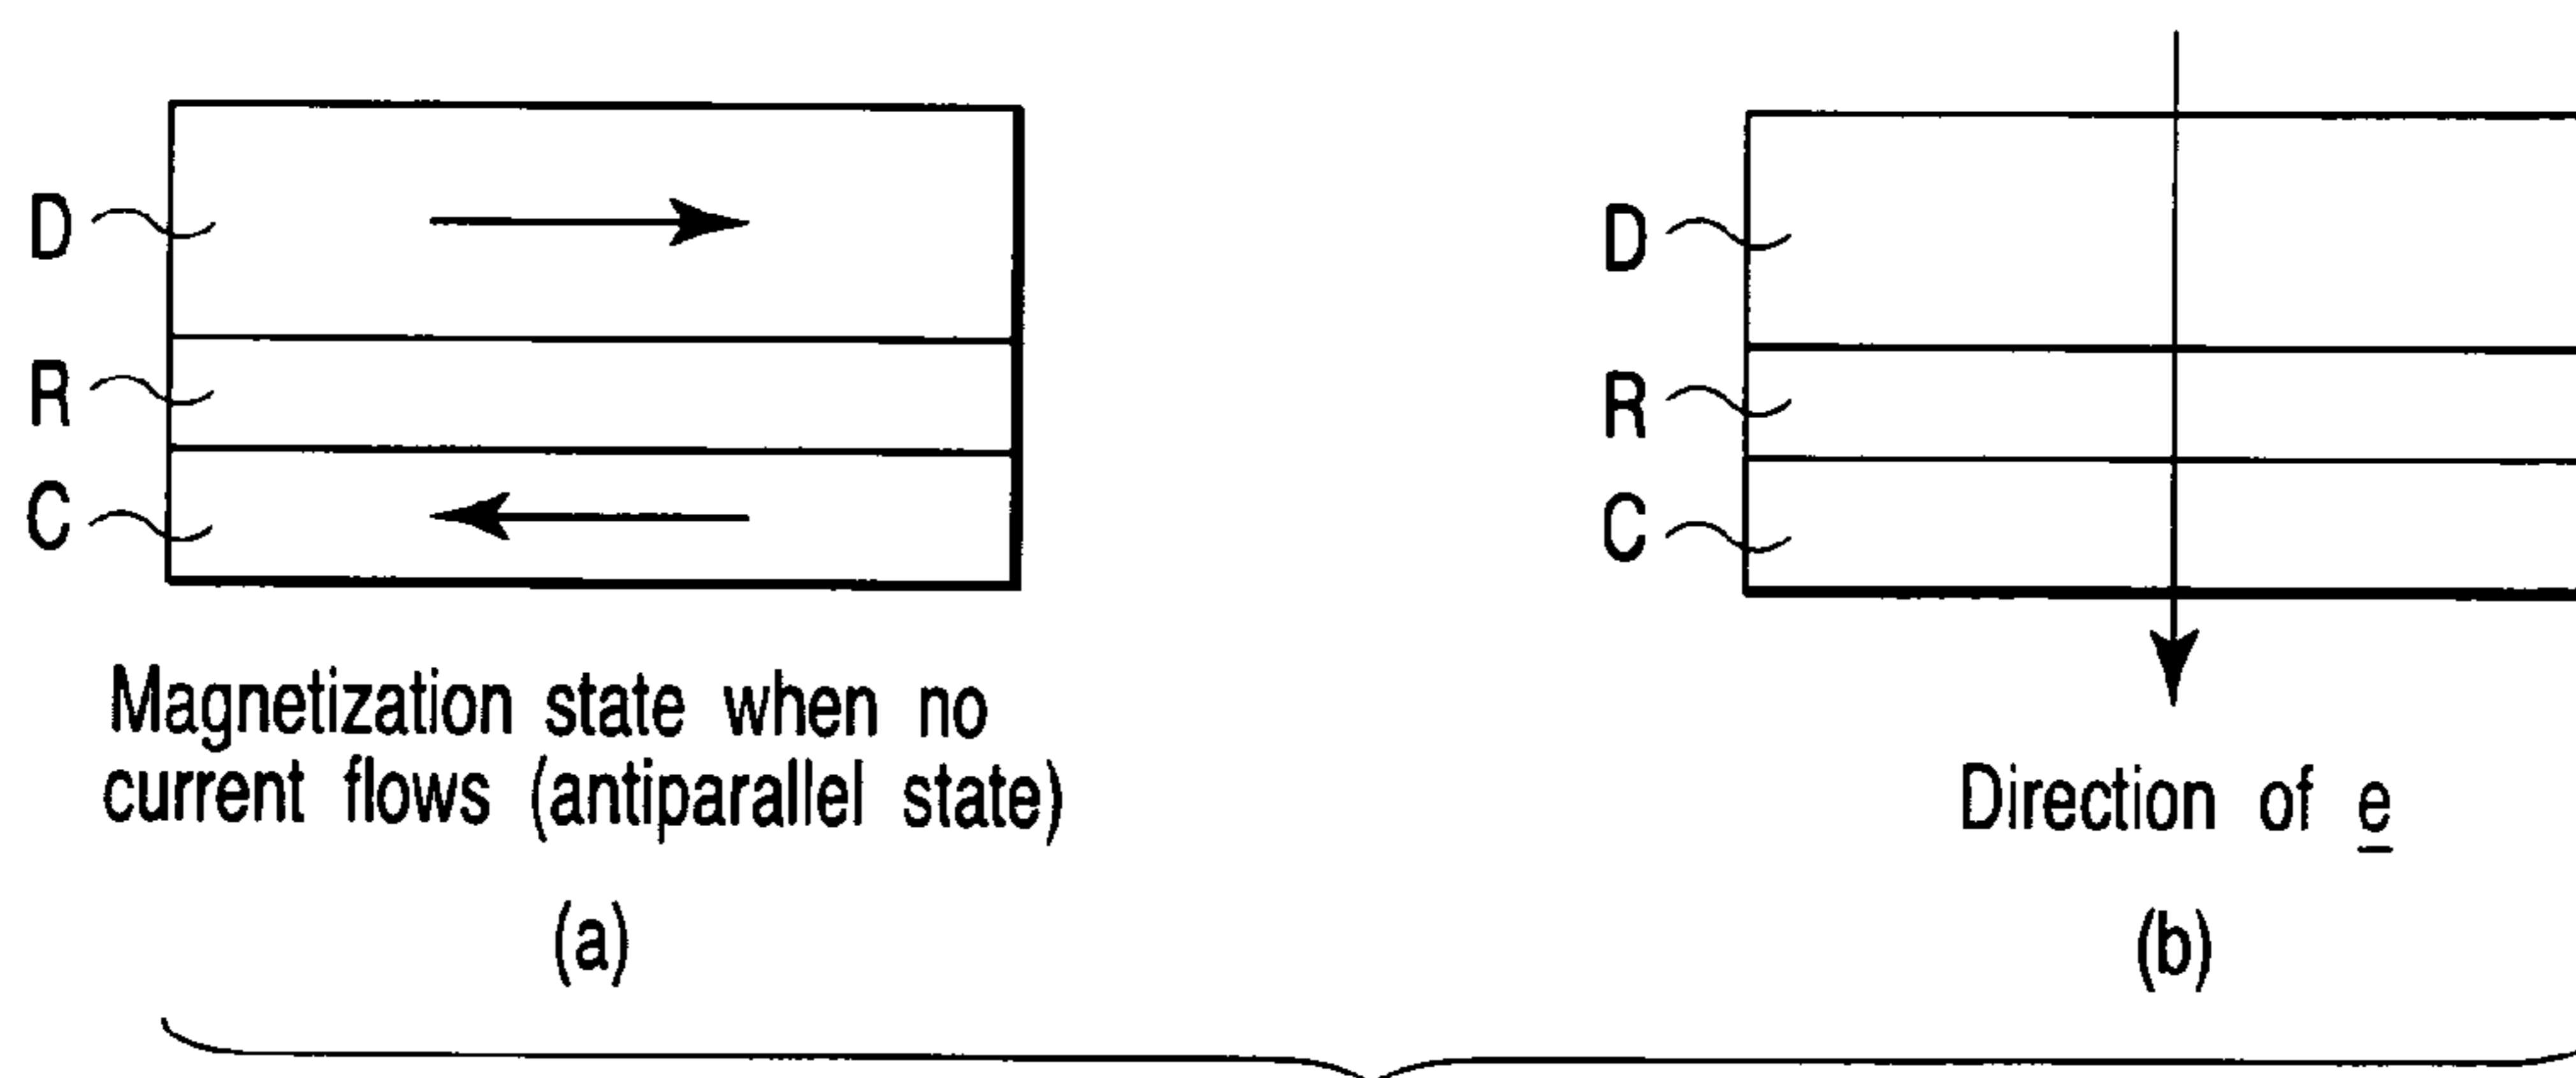 D
R
C
Magnetization state when no
current flows (antiparallel state)
(a)
D
R
C
Direction of e
(b)